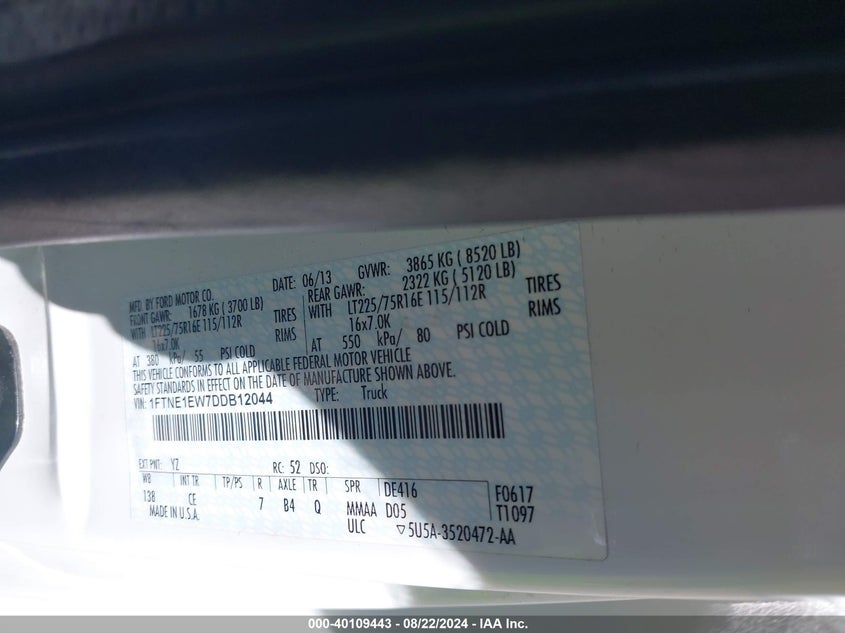 MFD. BY FORD MOTOR CO.
DATE: 06/13 GVWR: 3865 KG ( 8520 LB)
FRONT GAWR: 1678 KG ( 3700 LB)
REAR GAWR: 2322 KG ( 5120 LB)
WITH LT225/75R16E 115/112R TIRES
WITH LT225/75R16E 115/112R TIRES
16x7.0K RIMS
16x7.0K RIMS
AT 380 kPa/ 55 PSI COLD
AT 550 kPa/ 80 PSI COLD
THIS VEHICLE CONFORMS TO ALL APPLICABLE FEDERAL MOTOR VEHICLE
SAFETY STANDARDS IN EFFECT ON THE DATE OF MANUFACTURE SHOWN ABOVE.
VIN: 1FTNE1EW7DDB12044 TYPE: Truck
EXT PNT: YZ RC: 52 DSO:
WB INT TR TP/PS R AXLE TR SPR DE416 F0617
138 CE 7 B4 Q MMAA D05 T1097
MADE IN U.S.A. ULC ▽5U5A-3520472-AA
000-40109443 - 08/22/2024 - IAA Inc.